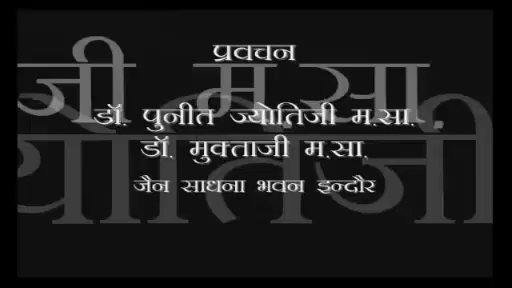 प्रवचन
जी म.सा.
डॉ. पुनीत ज्योतिजी म.सा.
डॉ. मुक्ताजी म.सा.
योतिजी
जैन साधना भवन इन्दौर